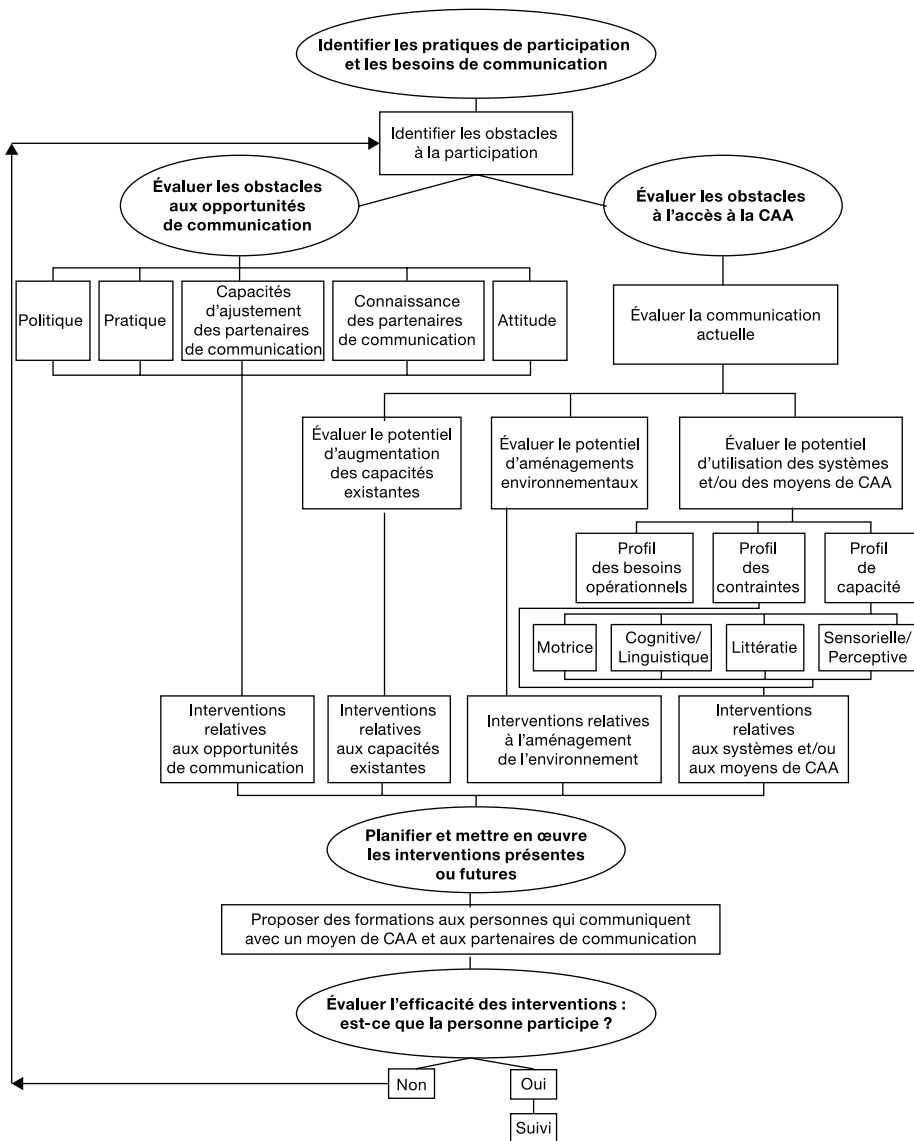 Identifier les pratiques de participation
et les besoins de communication
Identifier les obstacles
à la participation
Évaluer les obstacles
aux opportunités
de communication
Évaluer les obstacles
à l’accès à la CAA
Politique
Pratique
Capacités
d’ajustement
des partenaires
de communication
Connaissance
des partenaires
de communication
Attitude
Évaluer la communication
actuelle
Évaluer le potentiel
d’augmentation
des capacités
existantes
Évaluer le potentiel
d’aménagements
environnementaux
Évaluer le potentiel
d’utilisation des systèmes
et/ou des moyens de CAA
Profil
des besoins
opérationnels
Profil
des
contraintes
Profil
de
capacité
Motrice
Cognitive/
Linguistique
Littératie
Sensorielle/
Perceptive
Interventions
relatives
aux opportunités
de communication
Interventions
relatives
aux capacités
existantes
Interventions relatives
à l’aménagement
de l’environnement
Interventions
relatives
aux systèmes et/ou
aux moyens de CAA
Planifier et mettre en œuvre
les interventions présentes
ou futures
Proposer des formations aux personnes qui communiquent
avec un moyen de CAA et aux partenaires de communication
Évaluer l’efficacité des interventions :
est-ce que la personne participe ?
Non
Oui
Suivi